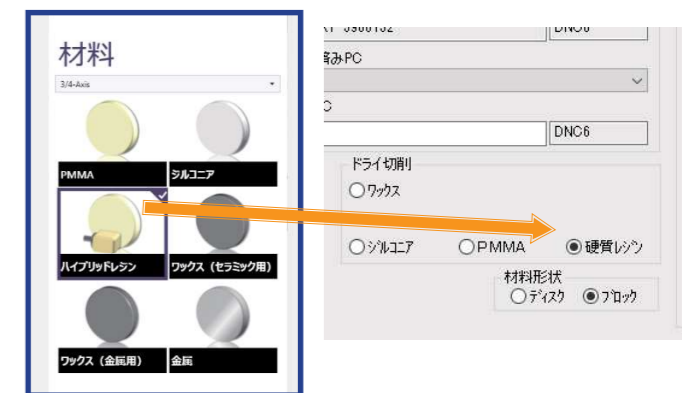 材料
3/4-Axis
PMMA
ジルコニア
ハイブリッドレジン
ワックス（セラミック用）
ワックス（金属用）
金属
DNC6
済みPC
C
DNC6
ドライ切削
ワックス
ジルコニア
PMMA
硬質レジン
材料形状
ディスク
ブロック